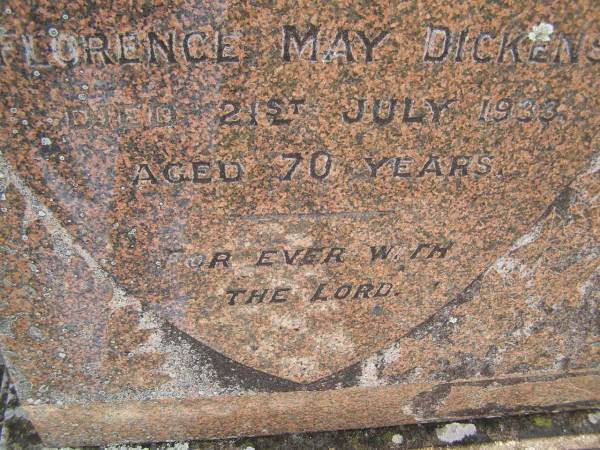 FLORENCE MAY DICKENS
DIED 21ST JULY 1933
AGED 70 YEARS.
FOR EVER WITH
THE LORD.